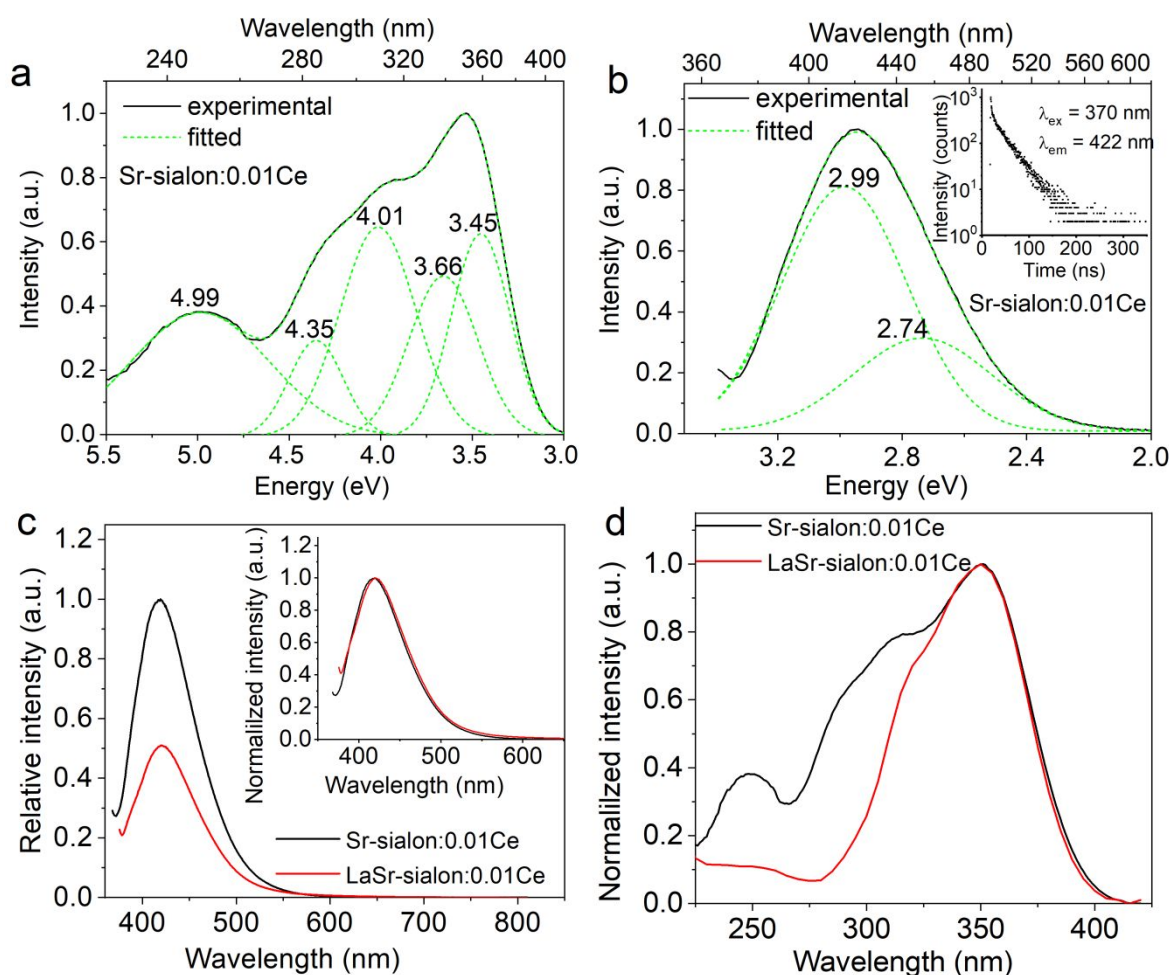 Wavelength (nm)
240 280 320 360 400
a
experimental
fitted
Sr-sialon:0.01Ce
4.99
4.35
4.01
3.66
3.45
Intensity (a.u.)
1.0
0.8
0.6
0.4
0.2
0.0
5.5 5.0 4.5 4.0 3.5 3.0
Energy (eV)
Wavelength (nm)
360 400 440 480 520 560 600
b
experimental
fitted
2.99
2.74
Sr-sialon:0.01Ce
Intensity (a.u.)
1.0
0.8
0.6
0.4
0.2
0.0
3.2 2.8 2.4 2.0
Energy (eV)
λex = 370 nm
λem = 422 nm
Intensity (counts)
10^3
10^2
10^1
10^0
0 100 200 300
Time (ns)
c
Relative intensity (a.u.)
1.2
1.0
0.8
0.6
0.4
0.2
0.0
400 500 600 700 800
Wavelength (nm)
Sr-sialon:0.01Ce
LaSr-sialon:0.01Ce
Normalilzed intensity (a.u.)
1.0
0.8
0.6
0.4
0.2
0.0
400 500 600
Wavelength (nm)
d
Sr-sialon:0.01Ce
LaSr-sialon:0.01Ce
Normalilzed intensity (a.u.)
1.0
0.8
0.6
0.4
0.2
0.0
250 300 350 400
Wavelength (nm)